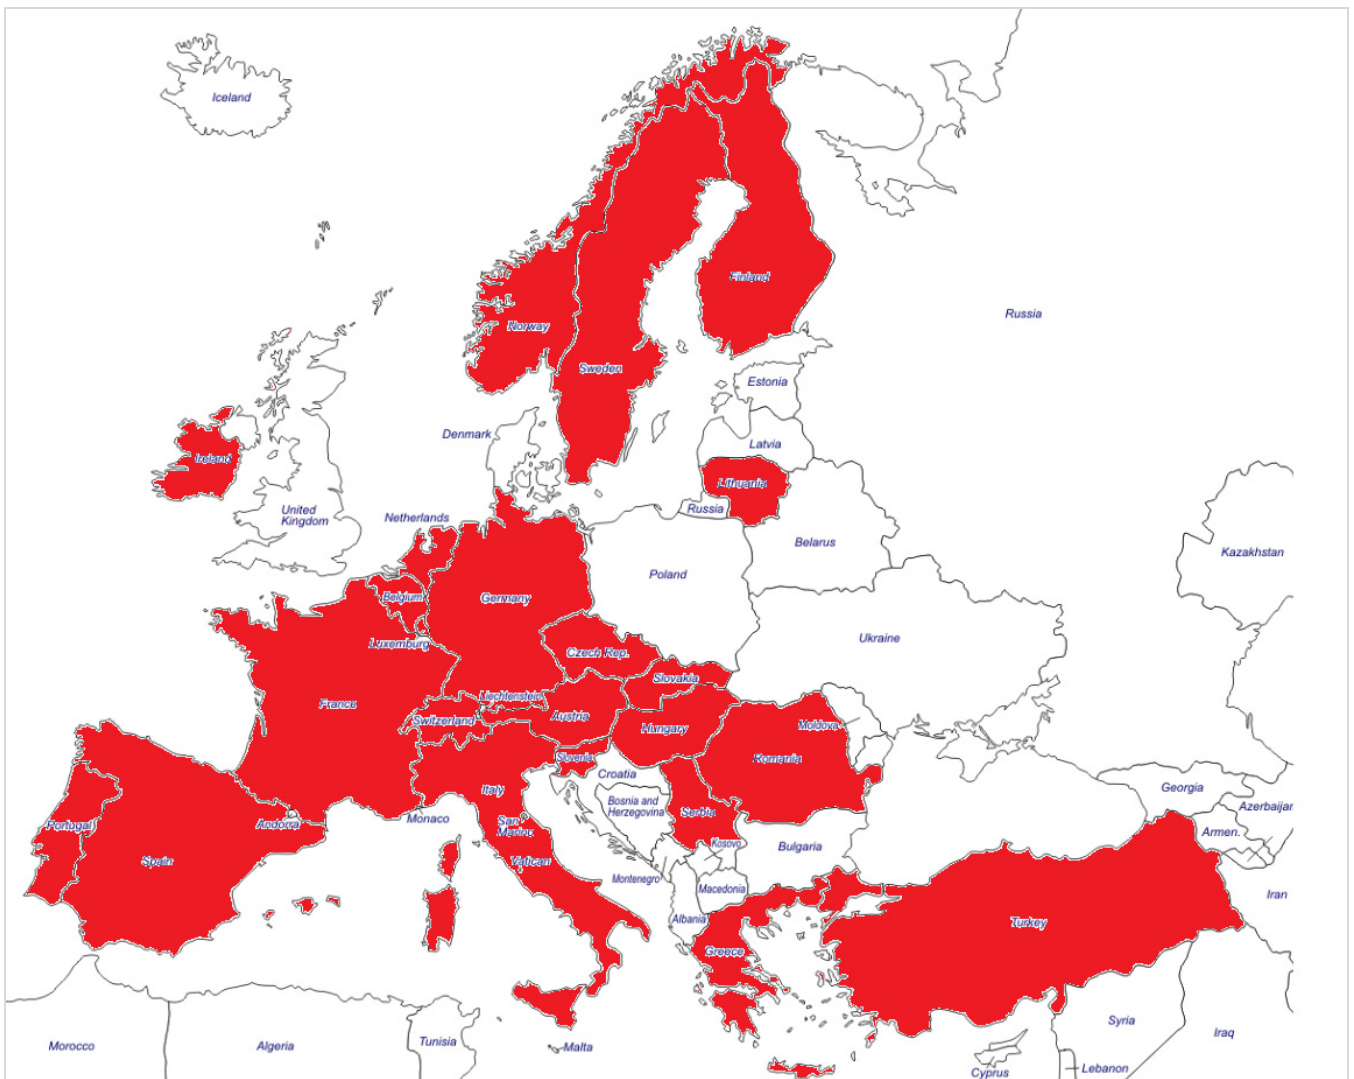 Iceland
Norway
Sweden
Finland
Russia
Estonia
Latvia
Lithuania
Russia
Denmark
Ireland
United
Kingdom
Netherlands
Belarus
Kazakhstan
Poland
Belgium
Germany
Luxemburg
Czech Rep.
Ukraine
Slovakia
Liechtenstein
France
Switzerland
Austria
Hungary
Moldova
Slovenia
Romania
Croatia
Italy
Bosnia and
Herzegovina
Serbia
Georgia
Azerbaijan
Armen.
Portugal
Andorra
Monaco
San
Marino
Spain
Vatican
Kosovo
Bulgaria
Montenegro
Macedonia
Albania
Iran
Greece
Turkey
Morocco
Algeria
Tunisia
Malta
Syria
Iraq
Cyprus
Lebanon